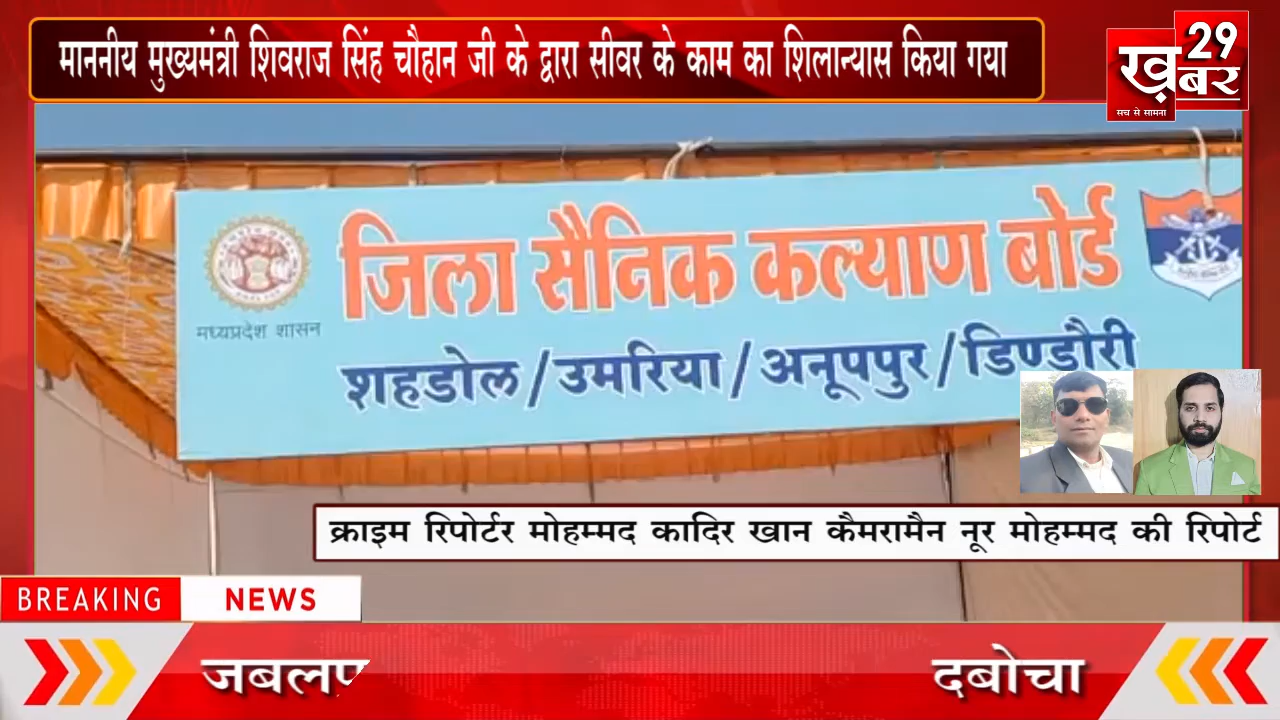 माननीय मुख्यमंत्री शिवराज सिंह चौहान जी के द्वारा सीवर के काम का शिलान्यास किया गया
29
ख़बर
सच से सामना
जिला सैनिक कल्याण बोर्ड
मध्यप्रदेश शासन
शहडोल / उमरिया / अनूपपुर / डिण्डौरी
क्राइम रिपोर्टर मोहम्मद कादिर खान कैमरामैन नूर मोहम्मद की रिपोर्ट
BREAKING NEWS
दबोचा